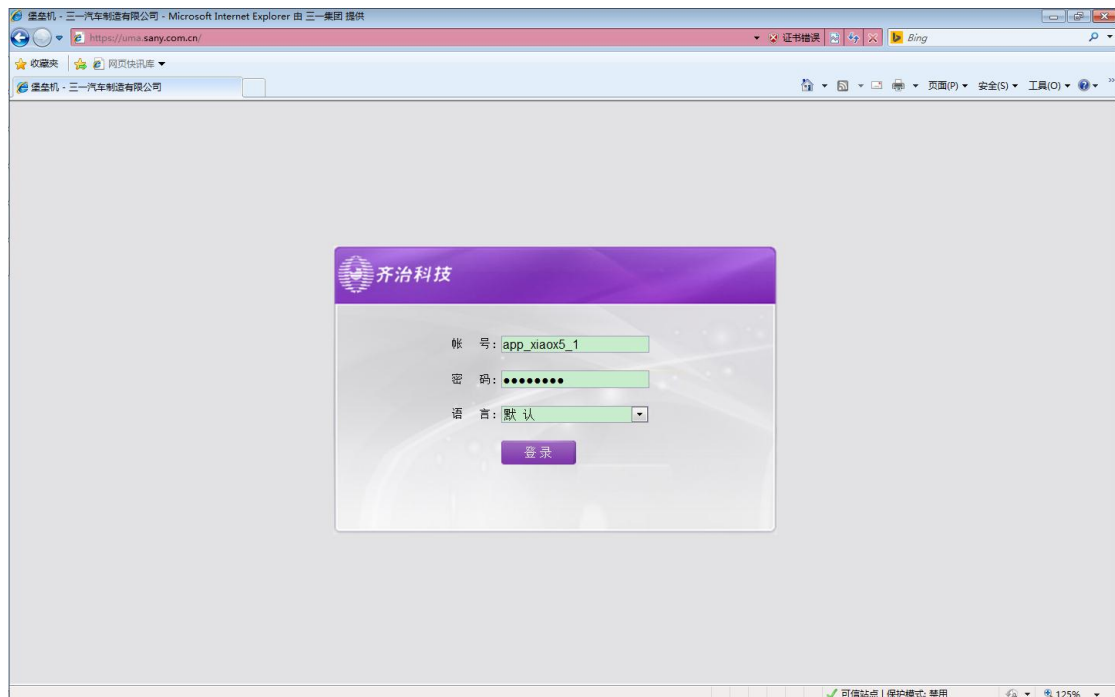 堡垒机 - 三一汽车制造有限公司 - Microsoft Internet Explorer 由 三一集团 提供
https://uma.sany.com.cn/
证书错误
Bing
收藏夹
网页快讯库
堡垒机 - 三一汽车制造有限公司
页面(P)
安全(S)
工具(O)
齐治科技
帐 号: app_xiaox5_1
密 码: ●●●●●●●●
语 言: 默 认
登录
可信站点 | 保护模式: 禁用
125%